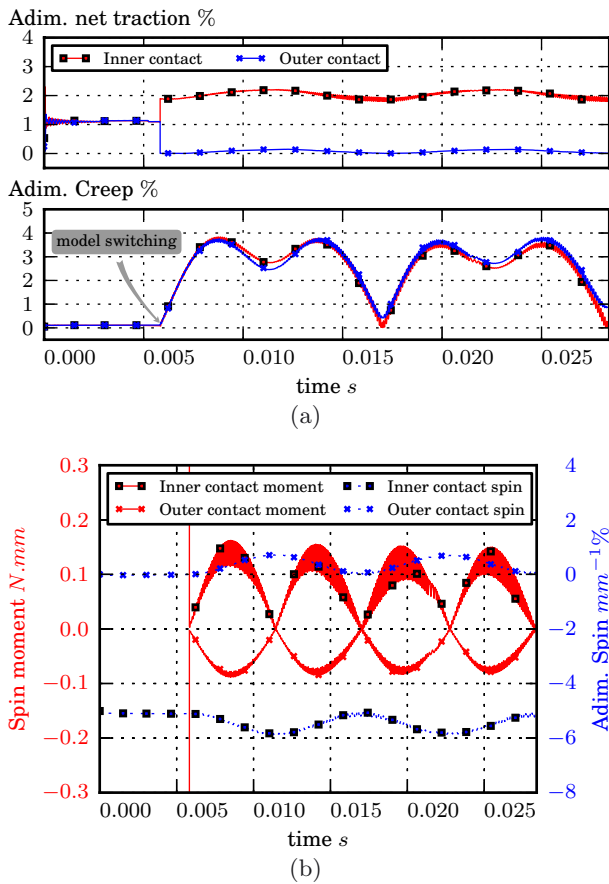 Adim. net traction %
Inner contact Outer contact
4
3
2
1
0
Adim. Creep %
5
4
3
2
1
0
model switching
0.000 0.005 0.010 0.015 0.020 0.025
time s
(a)
0.3 4
Inner contact moment Inner contact spin
Outer contact moment Outer contact spin
0.2 2
0.1 0
0.0 −2
−0.1 −4
−0.2 −6
−0.3 −8
Spin moment N.mm
Adim. Spin mm⁻¹%
0.000 0.005 0.010 0.015 0.020 0.025
time s
(b)